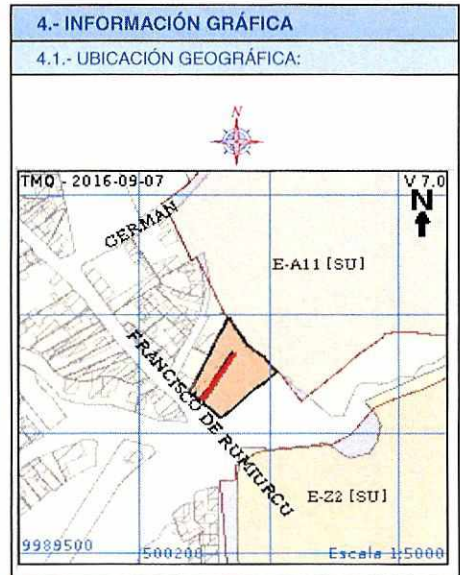 4.- INFORMACIÓN GRÁFICA
4.1.- UBICACIÓN GEOGRÁFICA:
N
TMQ - 2016-09-07
V 7.0
N
GERMAN
E-A11 [SU]
FRANCISCO DE RUMIURCU
E-Z2 [SU]
9989500
500200
Escala 1:5000